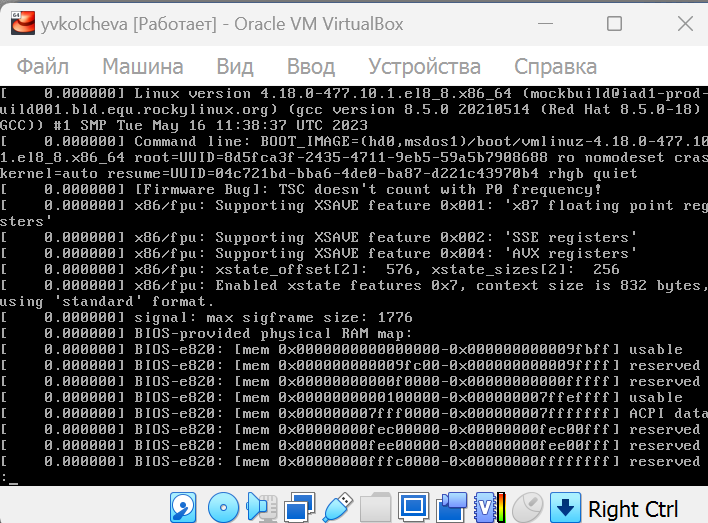 64
yvkolcheva [Работает] - Oracle VM VirtualBox
Файл Машина Вид Ввод Устройства Справка
[    0.000000] Linux version 4.18.0-477.10.1.el8_8.x86_64 (mockbuild@iad1-prod-
uild001.bld.equ.rockylinux.org) (gcc version 8.5.0 20210514 (Red Hat 8.5.0-18)
GCC)) #1 SMP Tue May 16 11:38:37 UTC 2023
[    0.000000] Command line: BOOT_IMAGE=(hd0,msdos1)/boot/vmlinuz-4.18.0-477.10
1.el8_8.x86_64 root=UUID=8d5fca3f-2435-4711-9eb5-59a5b7908688 ro nomodeset cras
kernel=auto resume=UUID=04c721bd-bba6-4de0-ba87-d221c43970b4 rhgb quiet
[    0.000000] [Firmware Bug]: TSC doesn't count with P0 frequency!
[    0.000000] x86/fpu: Supporting XSAVE feature 0x001: 'x87 floating point reg
sters'
[    0.000000] x86/fpu: Supporting XSAVE feature 0x002: 'SSE registers'
[    0.000000] x86/fpu: Supporting XSAVE feature 0x004: 'AVX registers'
[    0.000000] x86/fpu: xstate_offset[2]:  576, xstate_sizes[2]:  256
[    0.000000] x86/fpu: Enabled xstate features 0x7, context size is 832 bytes,
using 'standard' format.
[    0.000000] signal: max sigframe size: 1776
[    0.000000] BIOS-provided physical RAM map:
[    0.000000] BIOS-e820: [mem 0x0000000000000000-0x000000000009fbff] usable
[    0.000000] BIOS-e820: [mem 0x000000000009fc00-0x000000000009ffff] reserved
[    0.000000] BIOS-e820: [mem 0x00000000000f0000-0x00000000000fffff] reserved
[    0.000000] BIOS-e820: [mem 0x0000000000100000-0x000000007ffeffff] usable
[    0.000000] BIOS-e820: [mem 0x000000007fff0000-0x000000007fffffff] ACPI data
[    0.000000] BIOS-e820: [mem 0x00000000fec00000-0x00000000fec00fff] reserved
[    0.000000] BIOS-e820: [mem 0x00000000fee00000-0x00000000fee00fff] reserved
[    0.000000] BIOS-e820: [mem 0x00000000fffc0000-0x00000000ffffffff] reserved
:_
Right Ctrl